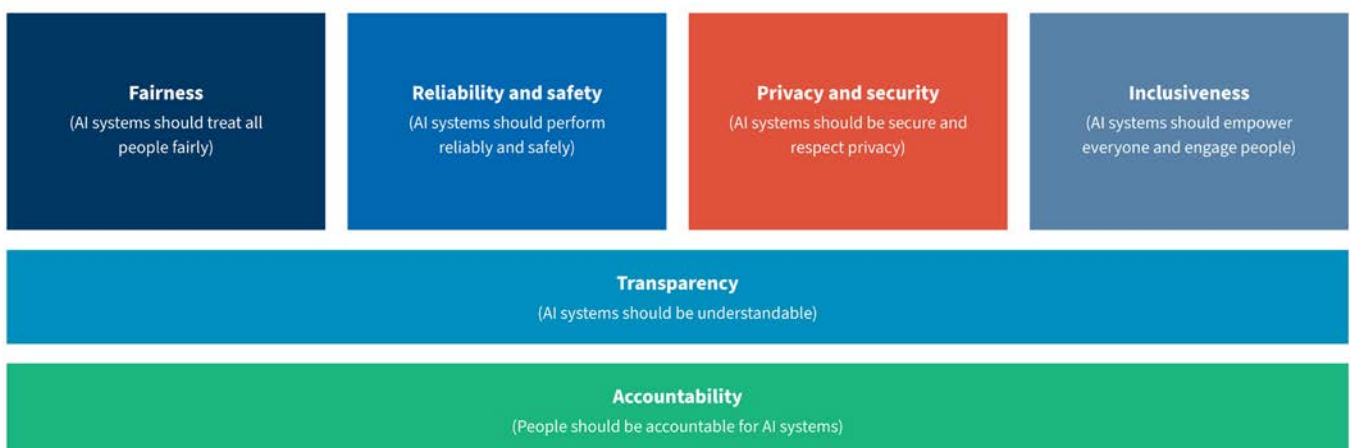 Fairness
(AI systems should treat all
people fairly)
Reliability and safety
(AI systems should perform
reliably and safely)
Privacy and security
(AI systems should be secure and
respect privacy)
Inclusiveness
(AI systems should empower
everyone and engage people)
Transparency
(AI systems should be understandable)
Accountability
(People should be accountable for AI systems)